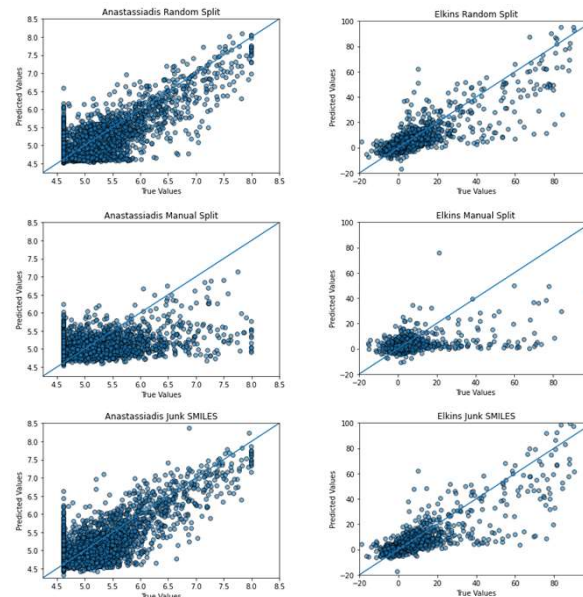 Anastassiadis Random Split
Predicted Values
8.5
8.0
7.5
7.0
6.5
6.0
5.5
5.0
4.5
4.5 5.0 5.5 6.0 6.5 7.0 7.5 8.0 8.5
True Values
Elkins Random Split
Predicted Values
100
80
60
40
20
0
−20
−20 0 20 40 60 80
True Values
Anastassiadis Manual Split
Predicted Values
8.5
8.0
7.5
7.0
6.5
6.0
5.5
5.0
4.5
4.5 5.0 5.5 6.0 6.5 7.0 7.5 8.0 8.5
True Values
Elkins Manual Split
Predicted Values
100
80
60
40
20
0
−20
−20 0 20 40 60 80
True Values
Anastassiadis Junk SMILES
Predicted Values
8.5
8.0
7.5
7.0
6.5
6.0
5.5
5.0
4.5
4.5 5.0 5.5 6.0 6.5 7.0 7.5 8.0 8.5
True Values
Elkins Junk SMILES
Predicted Values
100
80
60
40
20
0
−20
−20 0 20 40 60 80
True Values